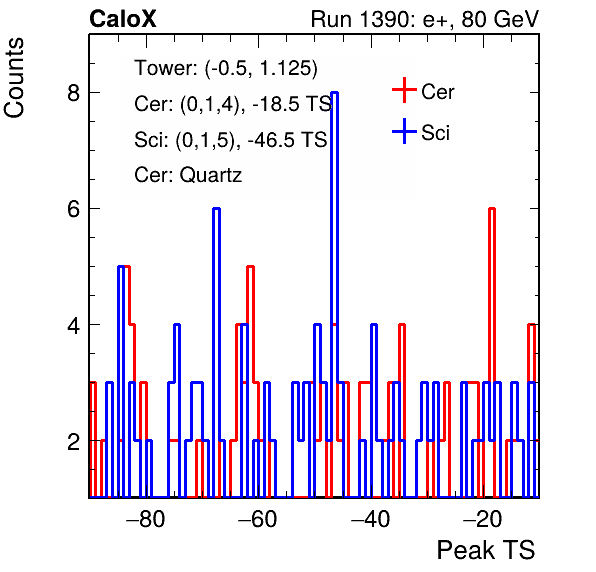 CaloX Run 1390: e+, 80 GeV
Counts
Tower: (-0.5, 1.125)
Cer: (0,1,4), -18.5 TS
Sci: (0,1,5), -46.5 TS
Cer: Quartz
Cer
Sci
8
6
4
2
−80 −60 −40 −20
Peak TS